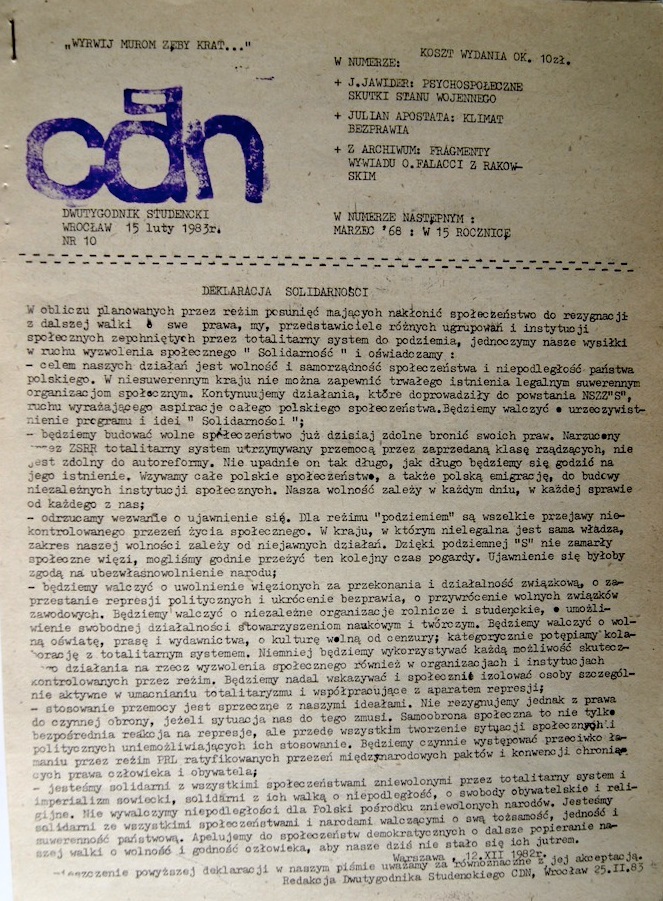 „WYRWIJ MUROM ZĘBY KRAT..."
cdn
DWUTYGODNIK STUDENCKI
WROCŁAW 15 luty 1983r.
NR 10
KOSZT WYDANIA OK. 10zł.
W NUMERZE:
+ J.JAWIDER: PSYCHOSPOŁECZNE
SKUTKI STANU WOJENNEGO
+ JULIAN APOSTATA: KLIMAT
BEZPRAWIA
+ Z ARCHIWUM: FRAGMENTY
WYWIADU O.FALACCI Z RAKOW-
SKIM
W NUMERZE NASTĘPNYM :
MARZEC '68 : W 15 ROCZNICĘ
DEKLARACJA SOLIDARNOŚCI
W obliczu planowanych przez reżim posunięć mających nakłonić społeczeństwo do rezygnacji
z dalszej walki o swe prawa, my, przedstawiciele różnych ugrupowań i instytucji
społecznych zepchniętych przez totalitarny system do podziemia, jednoczymy nasze wysiłki
w ruchu wyzwolenia społecznego " Solidarność " i oświadczamy :
- celem naszych działań jest wolność i samorządność społeczeństwa i niepodległość państwa
polskiego. W niesuwerennym kraju nie można zapewnić trwałego istnienia legalnym suwerennym
organizacjom społecznym. Kontynuujemy działania, które doprowadziły do powstania NSZZ"S",
ruchu wyrażającego aspiracje całego polskiego społeczeństwa.Będziemy walczyć o urzeczywist-
nienie programu i idei " Solidarności ";
- będziemy budować wolne społeczeństwo już dzisiaj zdolne bronić swoich praw. Narzucony
przez ZSRR totalitarny system utrzymywany przemocą przez zaprzedaną klasę rządzących, nie
jest zdolny do autoreformy. Nie upadnie on tak długo, jak długo będziemy się godzić na
jego istnienie. Wzywamy całe polskie społeczeństwo, a także polską emigrację, do budowy
niezależnych instytucji społecznych. Nasza wolność zależy w każdym dniu, w każdej sprawie
od każdego z nas;
- odrzucamy wezwanie o ujawnienie się. Dla reżimu "podziemiem" są wszelkie przejawy nie-
kontrolowanego przezeń życia społecznego. W kraju, w którym nielegalna jest sama władza,
zakres naszej wolności zależy od niejawnych działań. Dzięki podziemnej "S" nie zamarły
społeczne więzi, mogliśmy godnie przeżyć ten kolejny czas pogardy. Ujawnienie się byłoby
zgodą na ubezwłasnowolnienie narodu;
- będziemy walczyć o uwolnienie więzionych za przekonania i działalność związkową, o za-
przestanie represji politycznych i ukrócenie bezprawia, o przywrócenie wolnych związków
zawodowych. Będziemy walczyć o niezależne organizacje rolnicze i studenckie, o umożli-
wienie swobodnej działalności stowarzyszeniom naukowym i twórczym. Będziemy walczyć o wol-
ną oświatę, prasę i wydawnictwa, o kulturę wolną od cenzury; kategorycznie potępiamy kola-
borację z totalitarnym systemem. Niemniej będziemy wykorzystywać każdą możliwość skutecz-
nego działania na rzecz wyzwolenia społecznego również w organizacjach i instytucjach
kontrolowanych przez reżim. Będziemy nadal wskazywać i społecznie izolować osoby szczegól-
nie aktywne w umacnianiu totalitaryzmu i współpracujące z aparatem represji;
- stosowanie przemocy jest sprzeczne z naszymi ideałami. Nie rezygnujemy jednak z prawa
do czynnej obrony, jeżeli sytuacja nas do tego zmusi. Samoobrona społeczna to nie tylko
bezpośrednia reakcja na represje, ale przede wszystkim tworzenie sytuacji społecznych i
politycznych uniemożliwiających ich stosowanie. Będziemy czynnie występować przeciwko ła-
maniu przez reżim PRL ratyfikowanych przezeń międzynarodowych paktów i konwencji chronią-
cych prawa człowieka i obywatela;
- jesteśmy solidarni z wszystkimi społeczeństwami zniewolonymi przez totalitarny system i
imperializm sowiecki, solidarni z ich walką o niepodległość, o swobody obywatelskie i reli-
gijne. Nie wywalczymy niepodległości dla Polski pośródku zniewolonych narodów. Jesteśmy
solidarni ze wszystkimi społeczeństwami i narodami walczącymi o swą tożsamość, jedność i
suwerenność państwową. Apelujemy do społeczeństw demokratycznych o dalsze popieranie na-
szej walki o wolność i godność człowieka, aby nasze dziś nie stało się ich jutrem.
Warszawa , 12.XII 1982r.
zamieszczenie powyższej deklaracji w naszym piśmie uważamy za równoznaczne z jej akceptacją.
Redakcja Dwutygodnika Studenckiego CDN, Wrocław 25.II.83